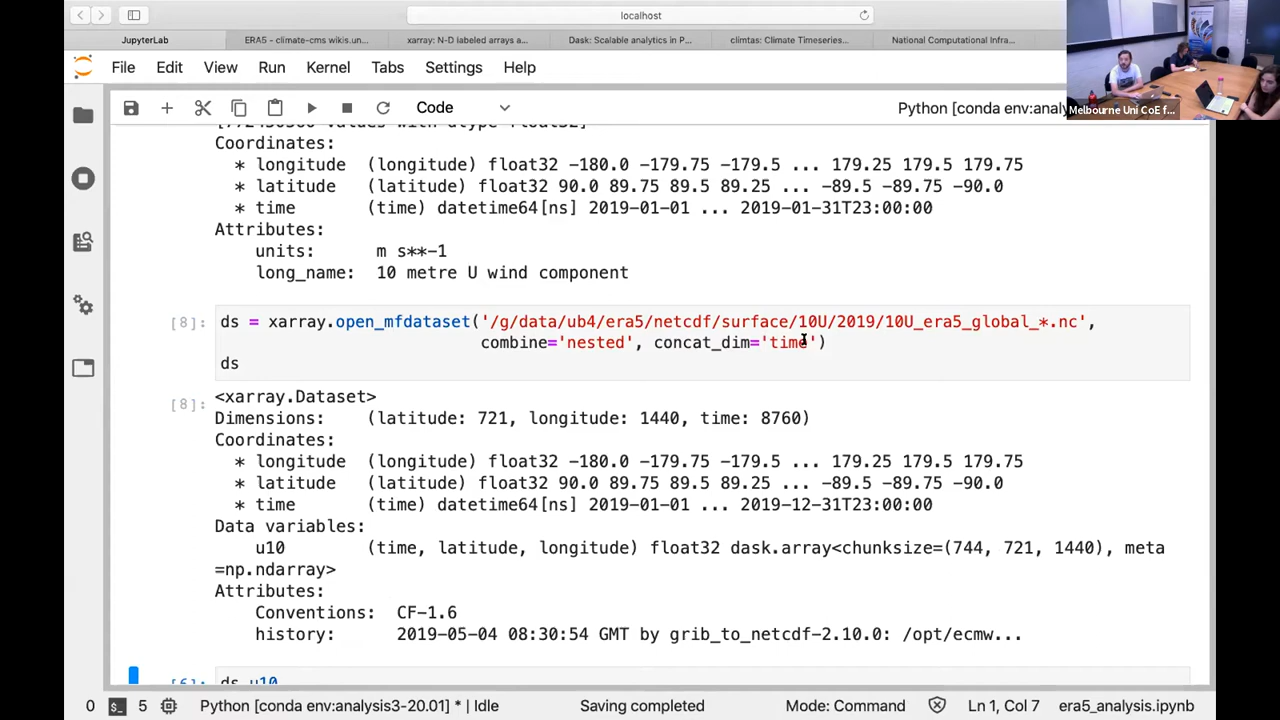 localhost
JupyterLab
ERA5 - climate-cms wikis.un...
xarray: N-D labeled arrays a...
Dask: Scalable analytics in P...
climtas: Climate Timeseries...
National Computational Infra...
File Edit View Run Kernel Tabs Settings Help
Code
Python [conda env:analy
Melbourne Uni CoE f...
Coordinates:
* longitude (longitude) float32 -180.0 -179.75 -179.5 ... 179.25 179.5 179.75
* latitude (latitude) float32 90.0 89.75 89.5 89.25 ... -89.5 -89.75 -90.0
* time (time) datetime64[ns] 2019-01-01 ... 2019-01-31T23:00:00
Attributes:
units: m s**-1
long_name: 10 metre U wind component
[8]: ds = xarray.open_mfdataset('/g/data/ub4/era5/netcdf/surface/10U/2019/10U_era5_global_*.nc',
combine='nested', concat_dim='time')
ds
[8]: <xarray.Dataset>
Dimensions: (latitude: 721, longitude: 1440, time: 8760)
Coordinates:
* longitude (longitude) float32 -180.0 -179.75 -179.5 ... 179.25 179.5 179.75
* latitude (latitude) float32 90.0 89.75 89.5 89.25 ... -89.5 -89.75 -90.0
* time (time) datetime64[ns] 2019-01-01 ... 2019-12-31T23:00:00
Data variables:
u10 (time, latitude, longitude) float32 dask.array<chunksize=(744, 721, 1440), meta
=np.ndarray>
Attributes:
Conventions: CF-1.6
history: 2019-05-04 08:30:54 GMT by grib_to_netcdf-2.10.0: /opt/ecmw...
[6]: ds.u10
0 5 Python [conda env:analysis3-20.01] * | Idle Saving completed Mode: Command Ln 1, Col 7 era5_analysis.ipynb